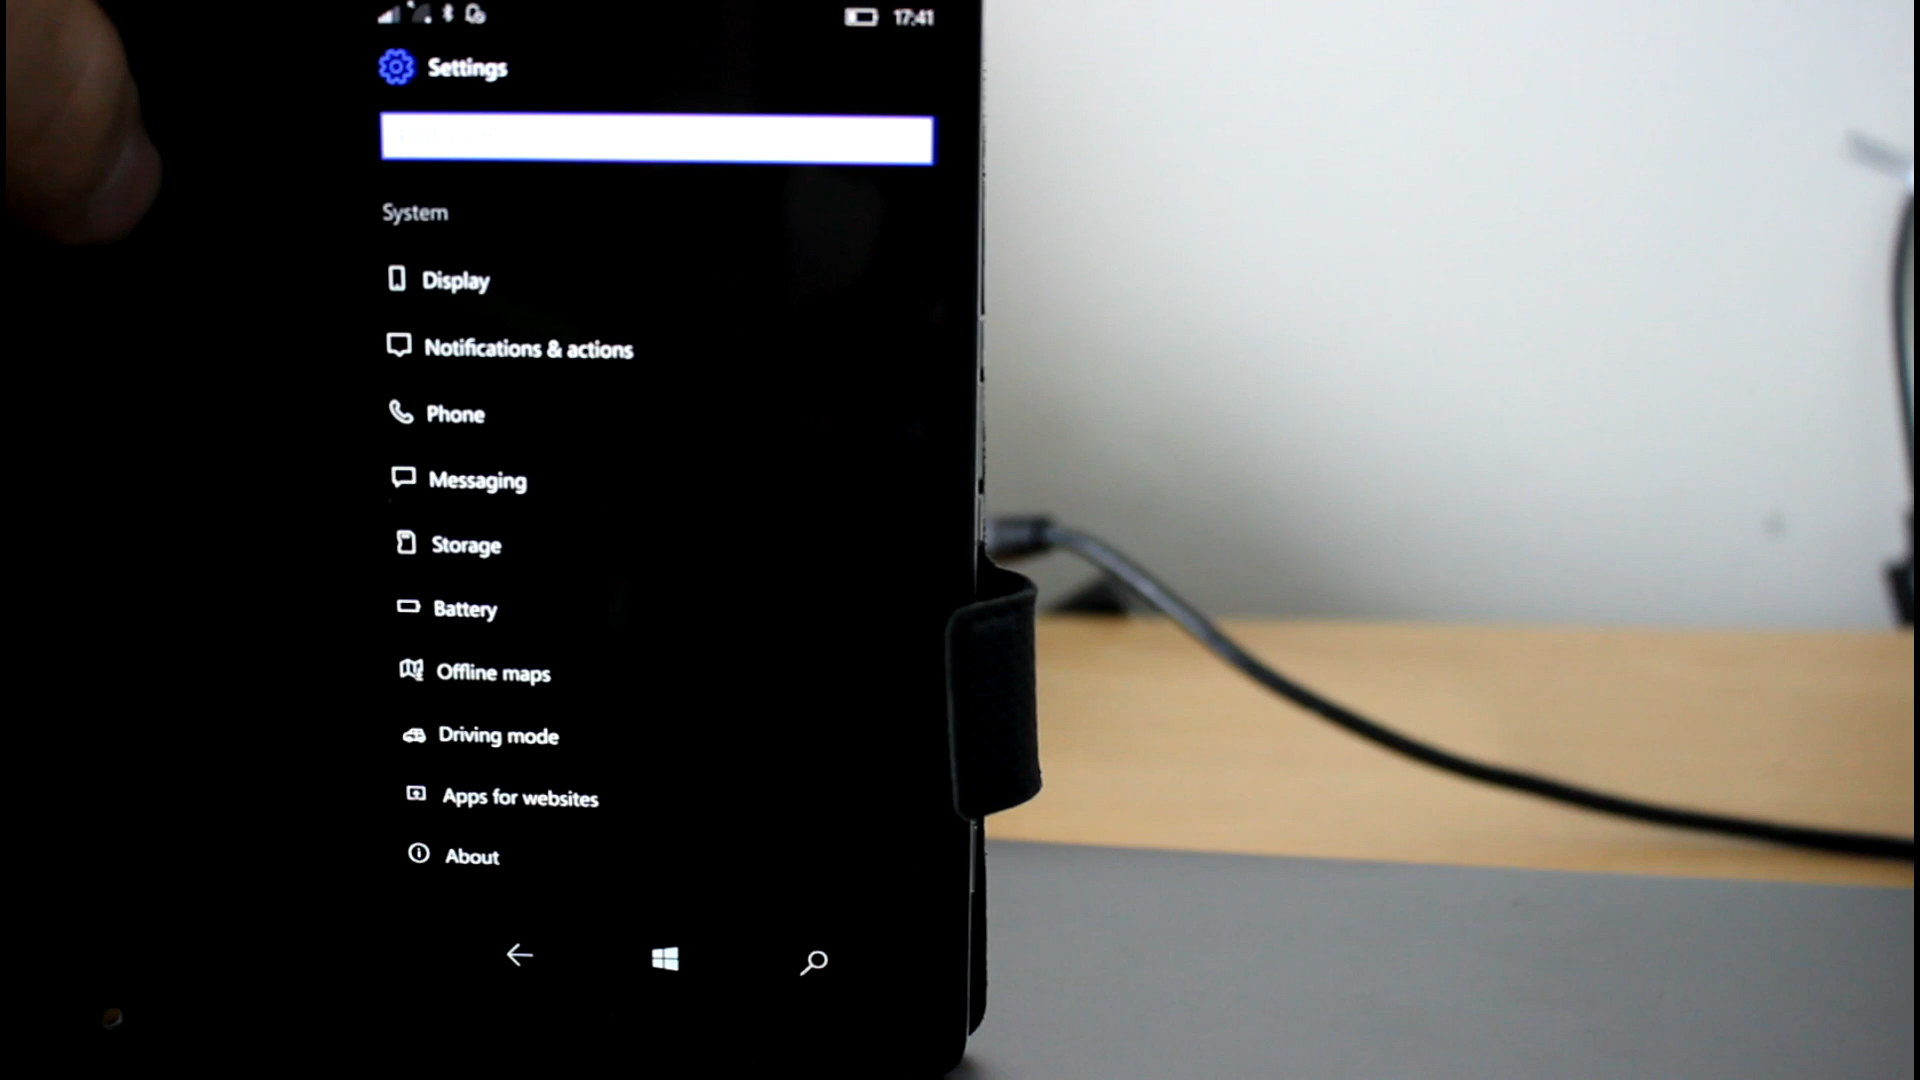 17:41
Settings
System
Display
Notifications & actions
Phone
Messaging
Storage
Battery
Offline maps
Driving mode
Apps for websites
About